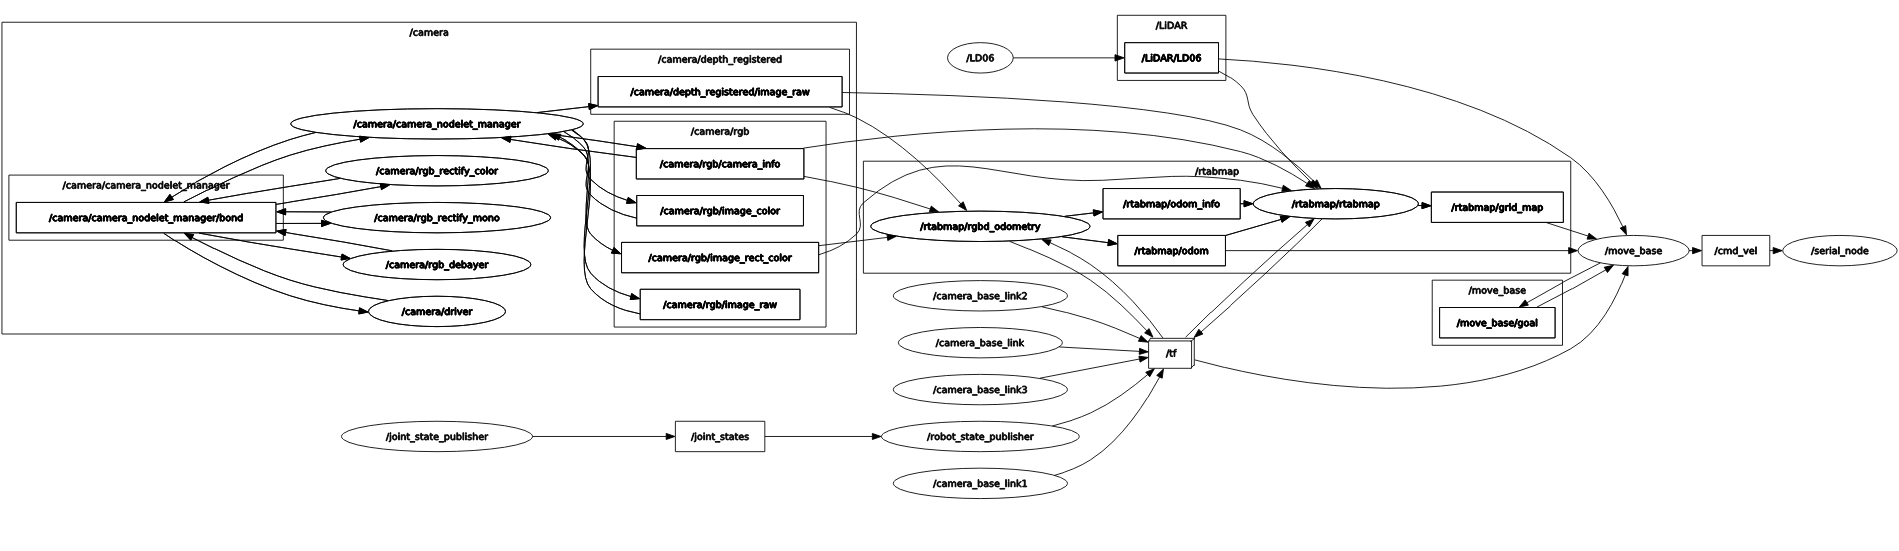 /camera
/camera/depth_registered
/camera/depth_registered/image_raw
/camera/camera_nodelet_manager
/camera/rgb
/camera/rgb/camera_info
/camera/rgb_rectify_color
/camera/camera_nodelet_manager
/camera/camera_nodelet_manager/bond
/camera/rgb_rectify_mono
/camera/rgb/image_color
/camera/rgb_debayer
/camera/rgb/image_rect_color
/camera/driver
/camera/rgb/image_raw
/LD06
/LiDAR
/LiDAR/LD06
/rtabmap
/rtabmap/rgbd_odometry
/rtabmap/odom_info
/rtabmap/odom
/rtabmap/rtabmap
/rtabmap/grid_map
/move_base
/cmd_vel
/serial_node
/move_base
/move_base/goal
/camera_base_link2
/camera_base_link
/tf
/camera_base_link3
/joint_state_publisher
/joint_states
/robot_state_publisher
/camera_base_link1